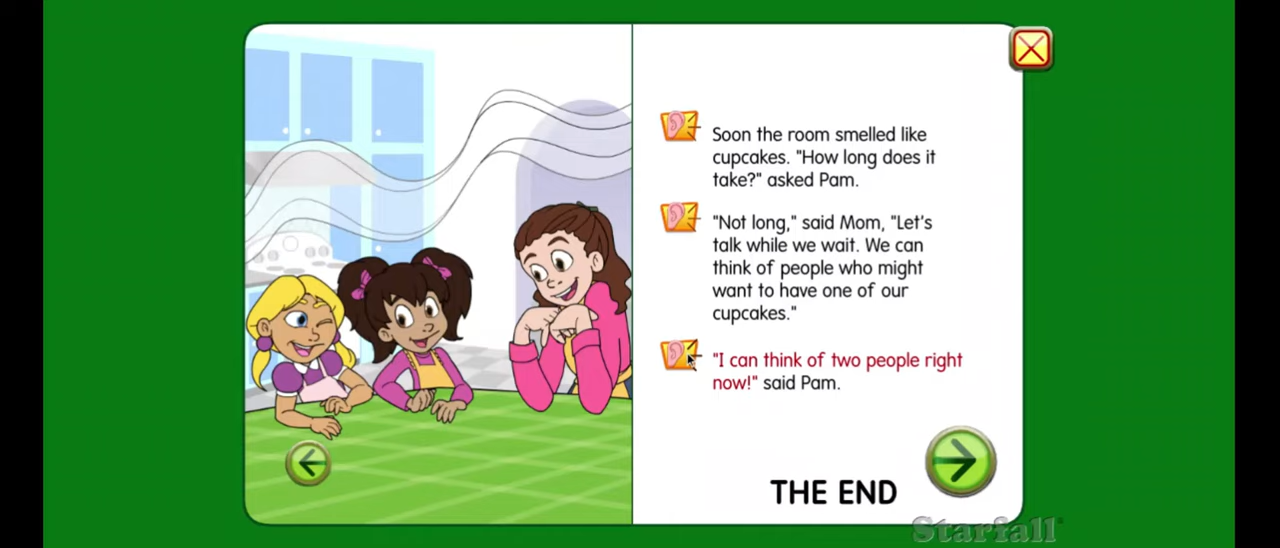 Soon the room smelled like
cupcakes. "How long does it
take?" asked Pam.
"Not long," said Mom, "Let's
talk while we wait. We can
think of people who might
want to have one of our
cupcakes."
"I can think of two people right
now!" said Pam.
THE END
Starfall